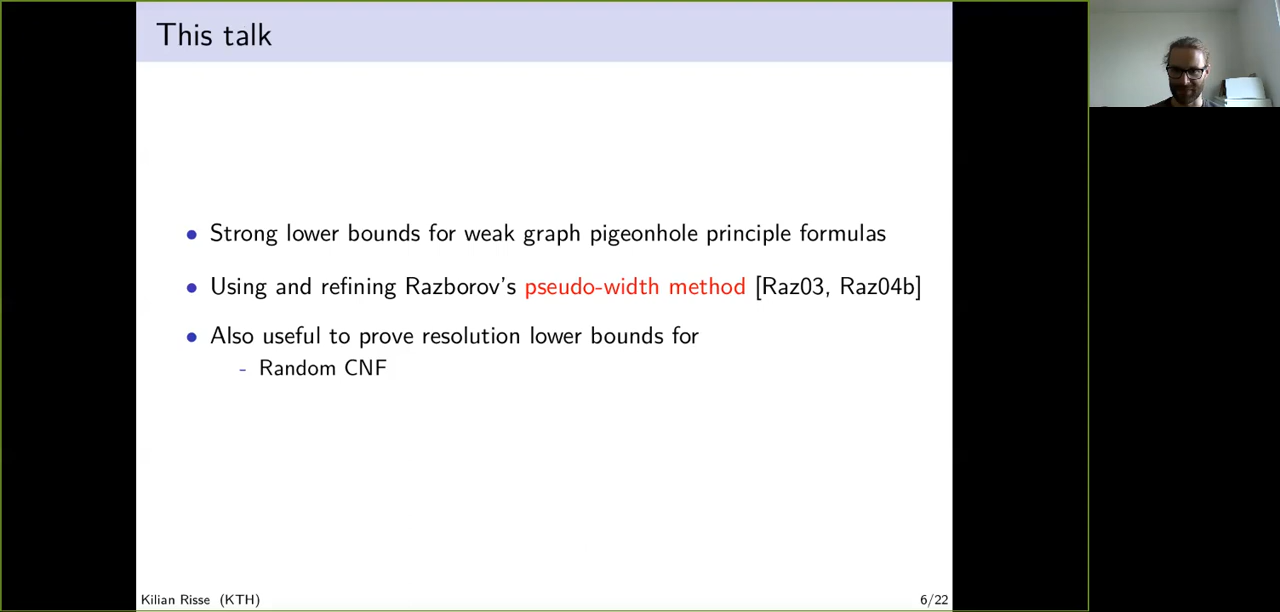 This talk
• Strong lower bounds for weak graph pigeonhole principle formulas
• Using and refining Razborov's pseudo-width method [Raz03, Raz04b]
• Also useful to prove resolution lower bounds for
- Random CNF
Kilian Risse (KTH)
6/22